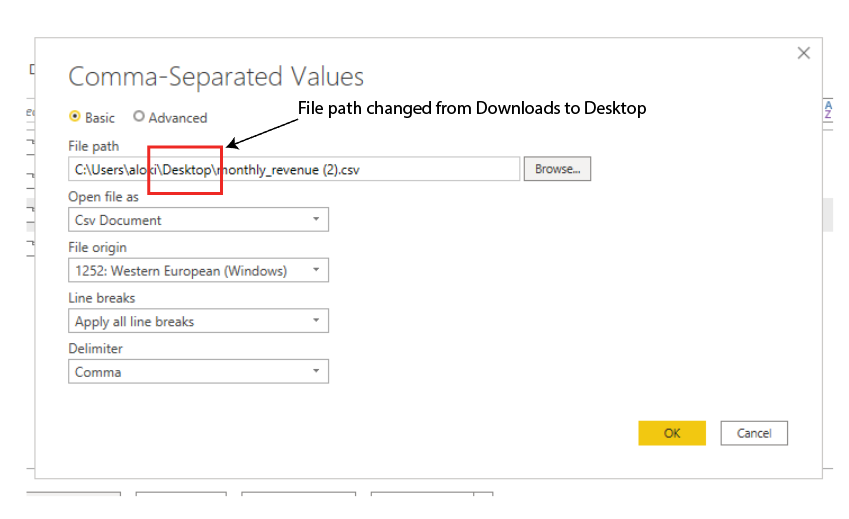 Comma-Separated Values
Basic Advanced
File path changed from Downloads to Desktop
File path
C:\Users\aloki\Desktop\monthly_revenue (2).csv
Browse...
Open file as
Csv Document
File origin
1252: Western European (Windows)
Line breaks
Apply all line breaks
Delimiter
Comma
OK Cancel
A
Z